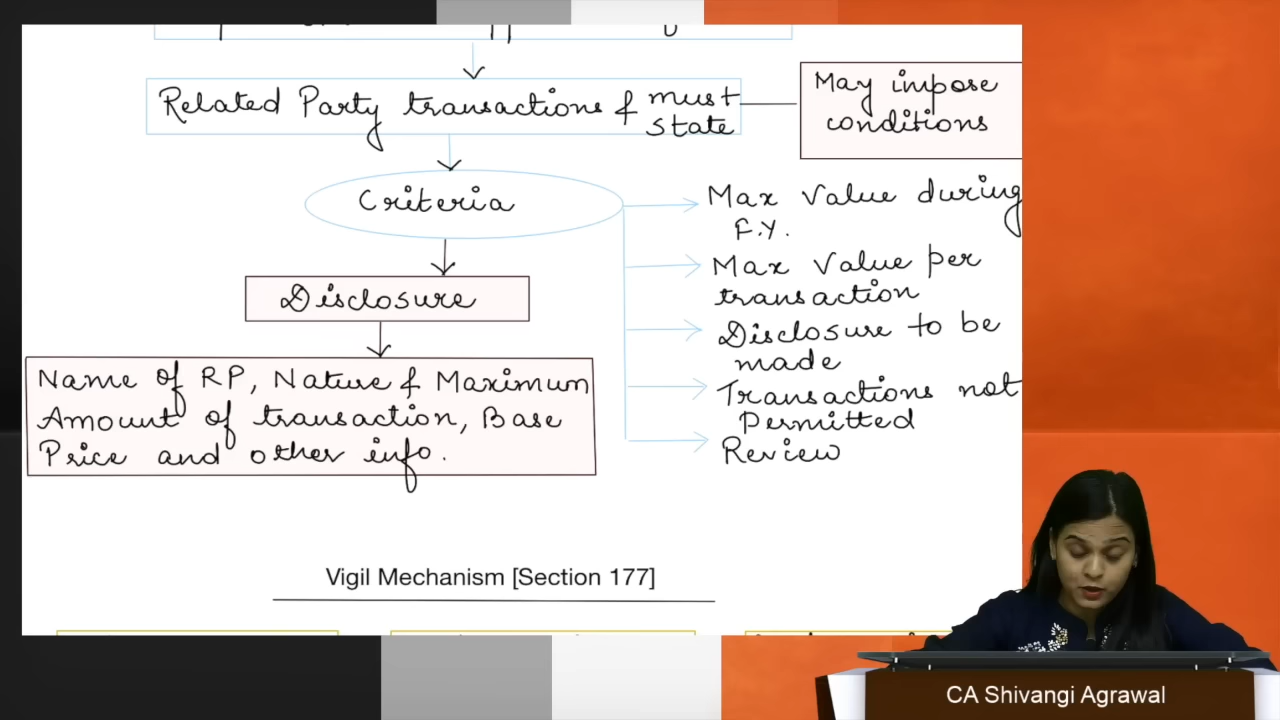 Related Party transactions & must state
May impose
conditions
Criteria
Max Value during
F.Y.
Max Value per
transaction
Disclosure to be
made
Transactions not
Permitted
Review
Disclosure
Name of RP, Nature & Maximum
Amount of transaction, Base
Price and other info.
Vigil Mechanism [Section 177]
CA Shivangi Agrawal